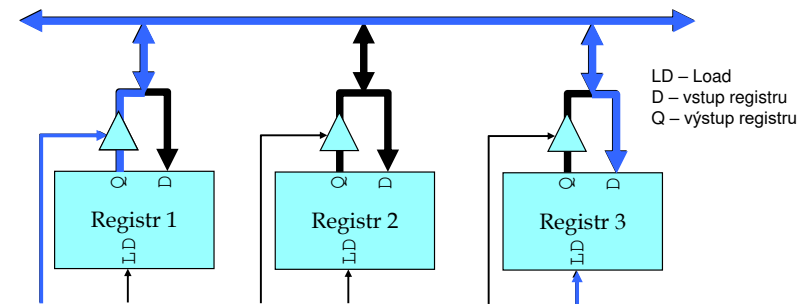 LD – Load
D – vstup registru
Q – výstup registru
Q D
Registr 1
LD
Q D
Registr 2
LD
Q D
Registr 3
LD